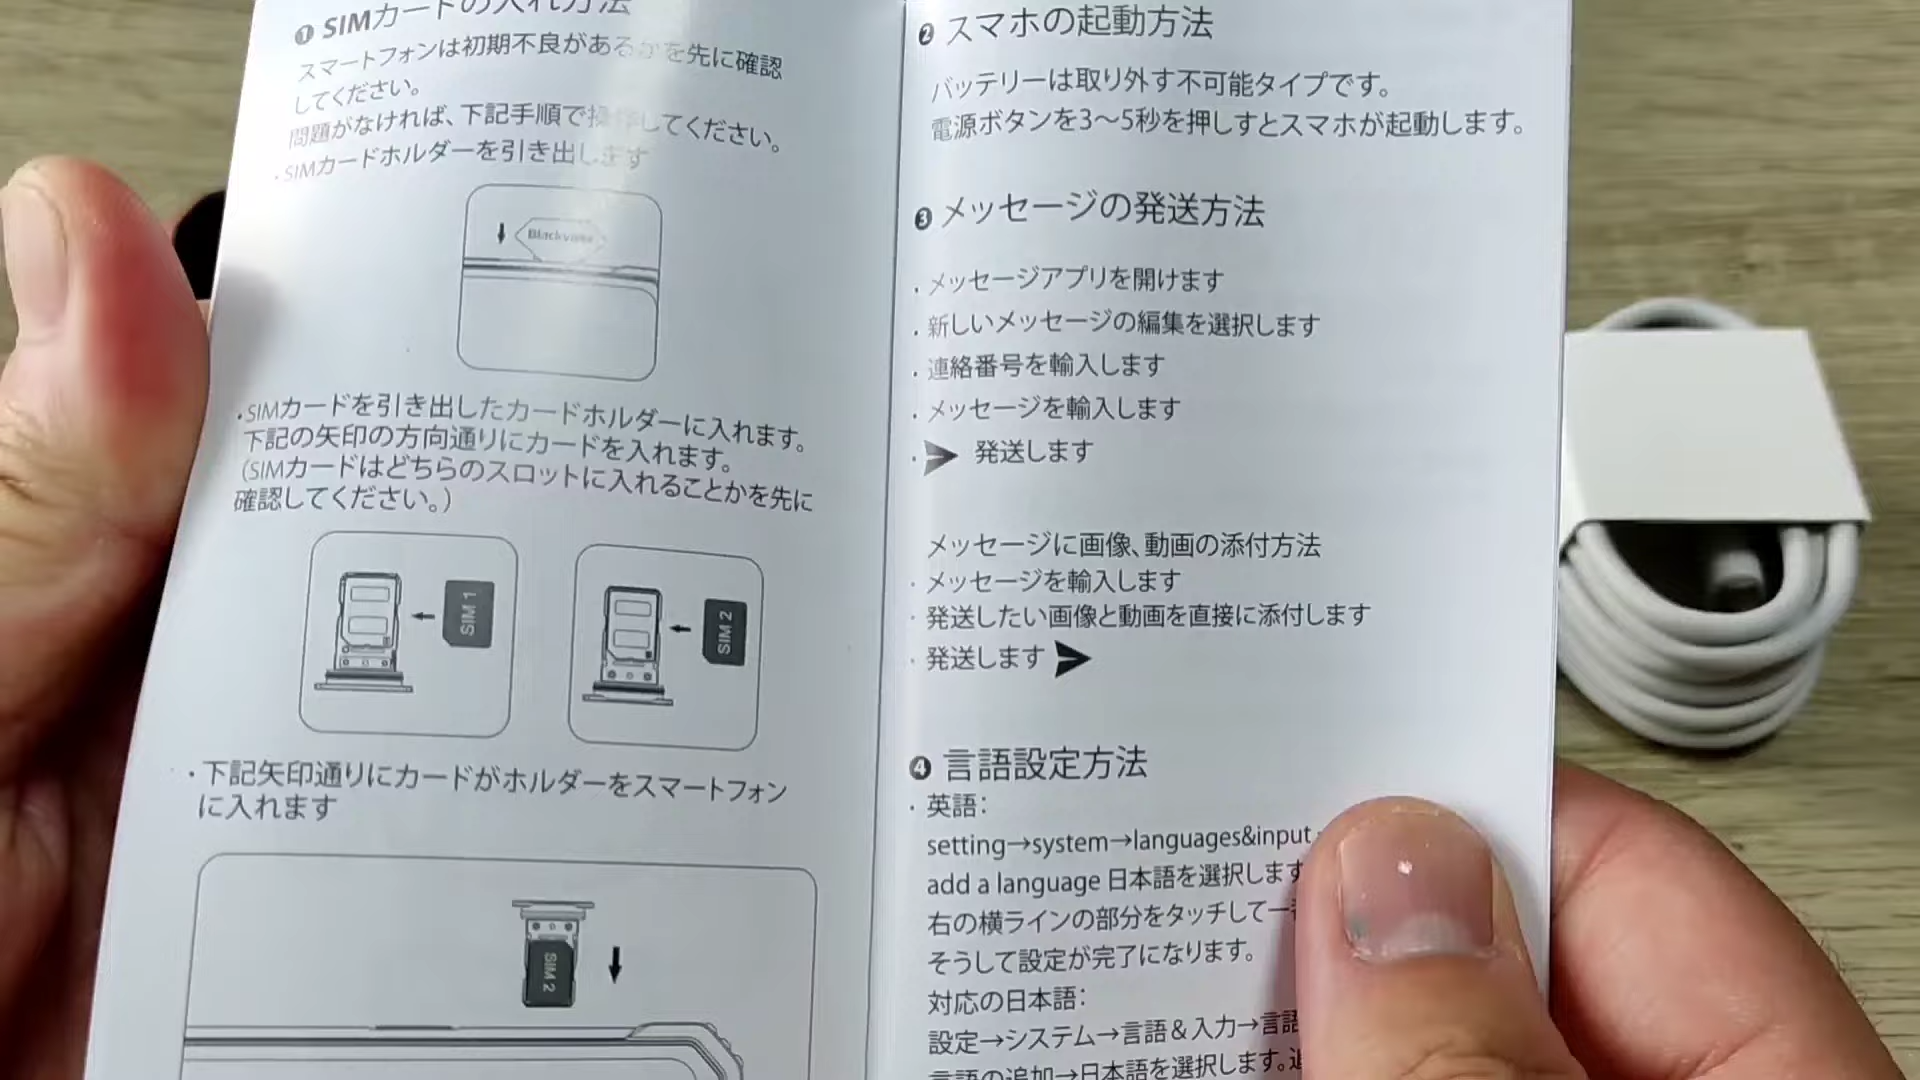 ❶ SIMカードの入れ方法
スマートフォンは初期不良があるかを先に確認
してください。
問題がなければ、下記手順で操作してください。
・SIMカードホルダーを引き出します
Blackview
・SIMカードを引き出したカードホルダーに入れます。
下記の矢印の方向通りにカードを入れます。
（SIMカードはどちらのスロットに入れることかを先に
確認してください。）
SIM 1
SIM 2
・下記矢印通りにカードがホルダーをスマートフォン
に入れます
SIM 2
❷ スマホの起動方法
バッテリーは取り外す不可能タイプです。
電源ボタンを3〜5秒を押しすとスマホが起動します。
❸ メッセージの発送方法
・メッセージアプリを開けます
・新しいメッセージの編集を選択します
・連絡番号を輸入します
・メッセージを輸入します
・➤ 発送します
メッセージに画像、動画の添付方法
・メッセージを輸入します
・発送したい画像と動画を直接に添付します
・発送します ➤
❹ 言語設定方法
・英語：
setting→system→languages&input
add a language 日本語を選択します
右の横ラインの部分をタッチして一
そうして設定が完了になります。
対応の日本語：
設定→システム→言語＆入力→言語
言語の追加→日本語を選択します。